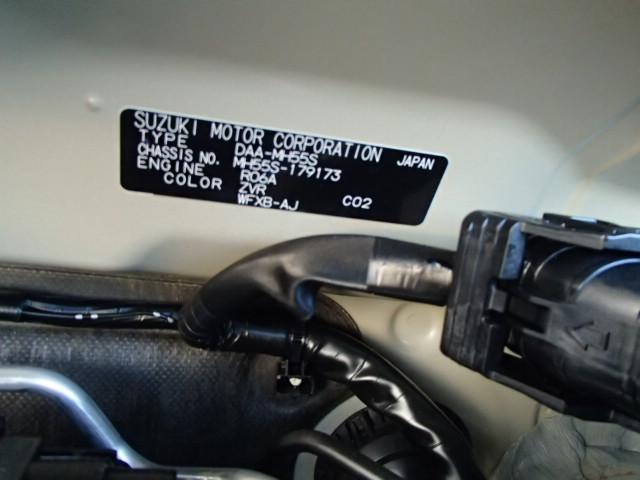 SUZUKI MOTOR CORPORATION JAPAN
TYPE DAA-MH55S
CHASSIS NO. MH55S-179173
ENGINE R06A
COLOR ZVR
WFXB-AJ C02